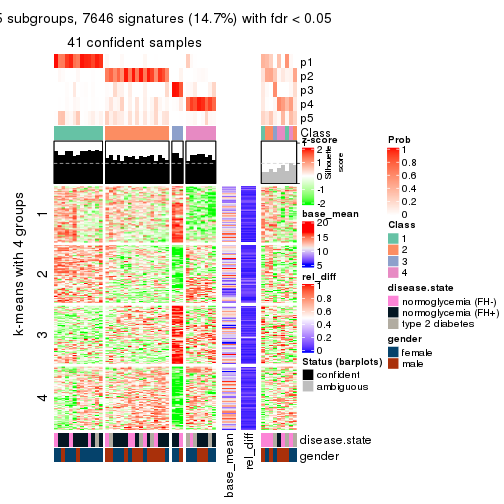 5 subgroups, 7646 signatures (14.7%) with fdr < 0.05
41 confident samples
p1
p2
p3
p4
p5
Class
1
k-means with 4 groups
1
2
3
4
base_mean
rel_diff
disease.state
gender
z-score
2
1
0
-1
-2
Silhouette
score
base_mean
20
15
10
5
rel_diff
1
0.8
0.6
0.4
0.2
0
Status (barplots)
confident
ambiguous
Prob
1
0.8
0.6
0.4
0.2
0
Class
1
2
3
4
disease.state
normoglycemia (FH-)
normoglycemia (FH+)
type 2 diabetes
gender
female
male